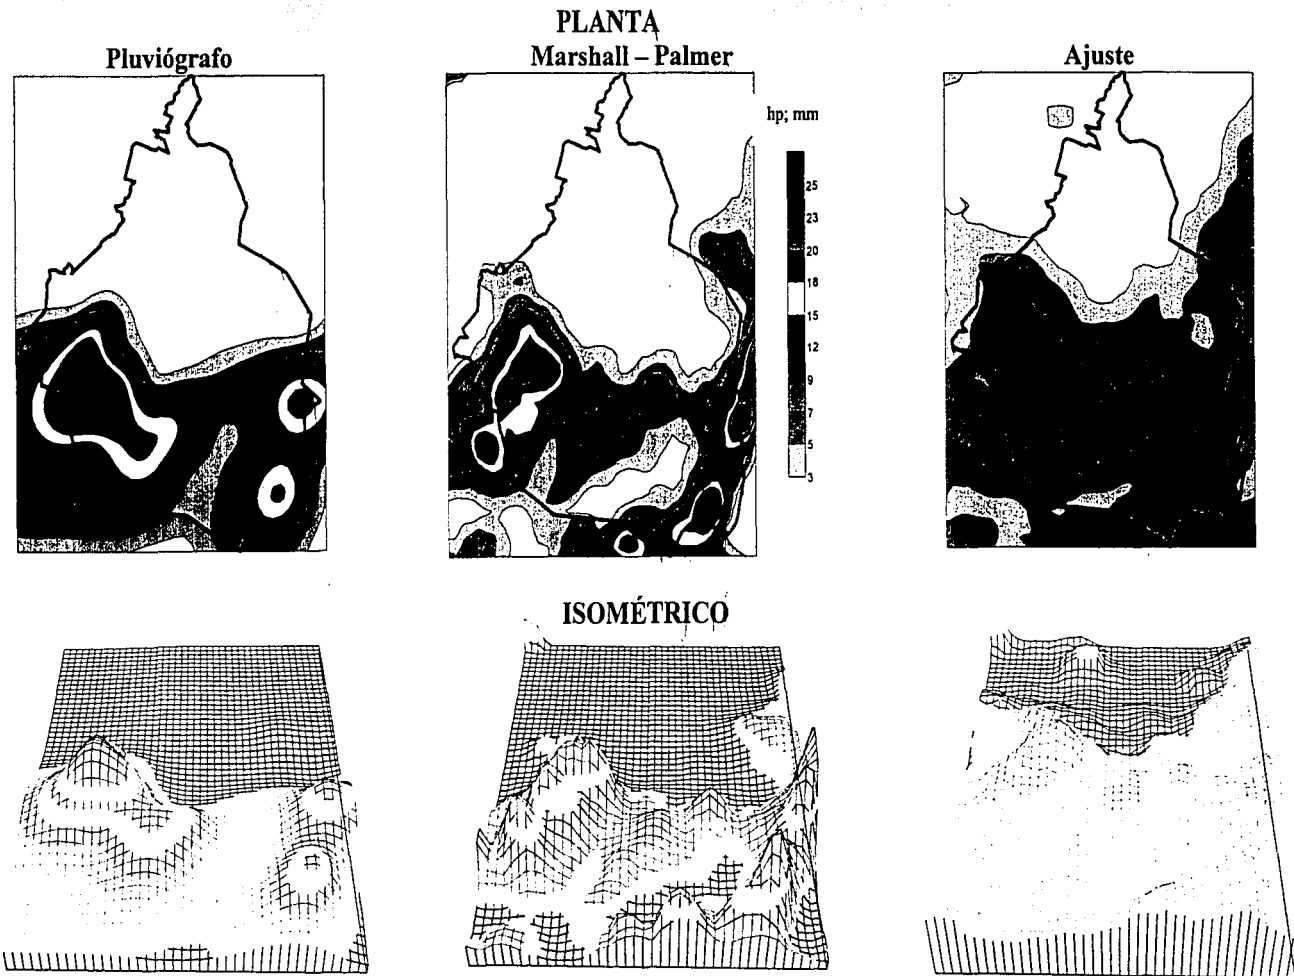 PLANTA
Pluviógrafo
Marshall – Palmer
Ajuste
hp; mm
25
23
20
18
15
12
9
7
5
3
ISOMÉTRICO